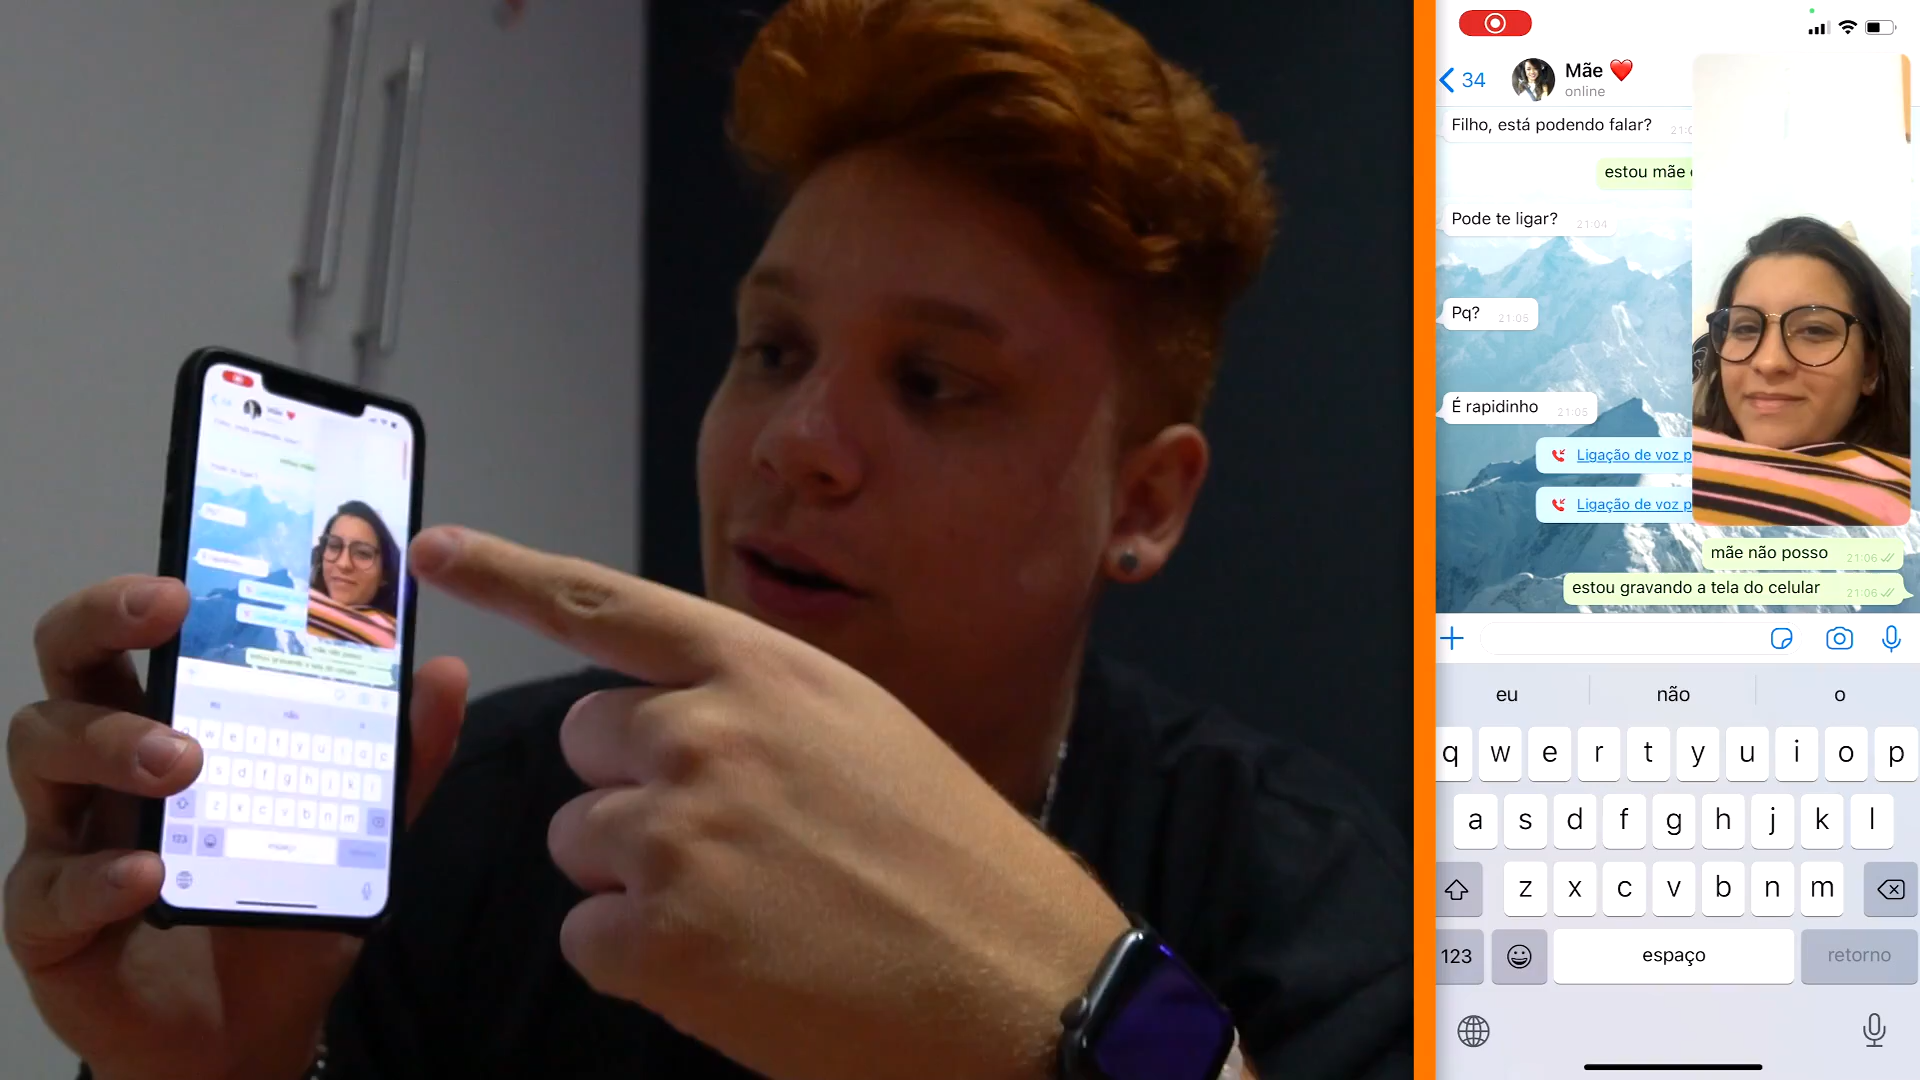 34
Mãe ❤️
online
Filho, está podendo falar?
estou mãe
Pode te ligar? 21:04
Pq? 21:05
É rapidinho 21:05
Ligação de voz p
Ligação de voz p
mãe não posso 21:06
estou gravando a tela do celular 21:06
eu não o
q w e r t y u i o p
a s d f g h j k l
z x c v b n m
123 espaço retorno